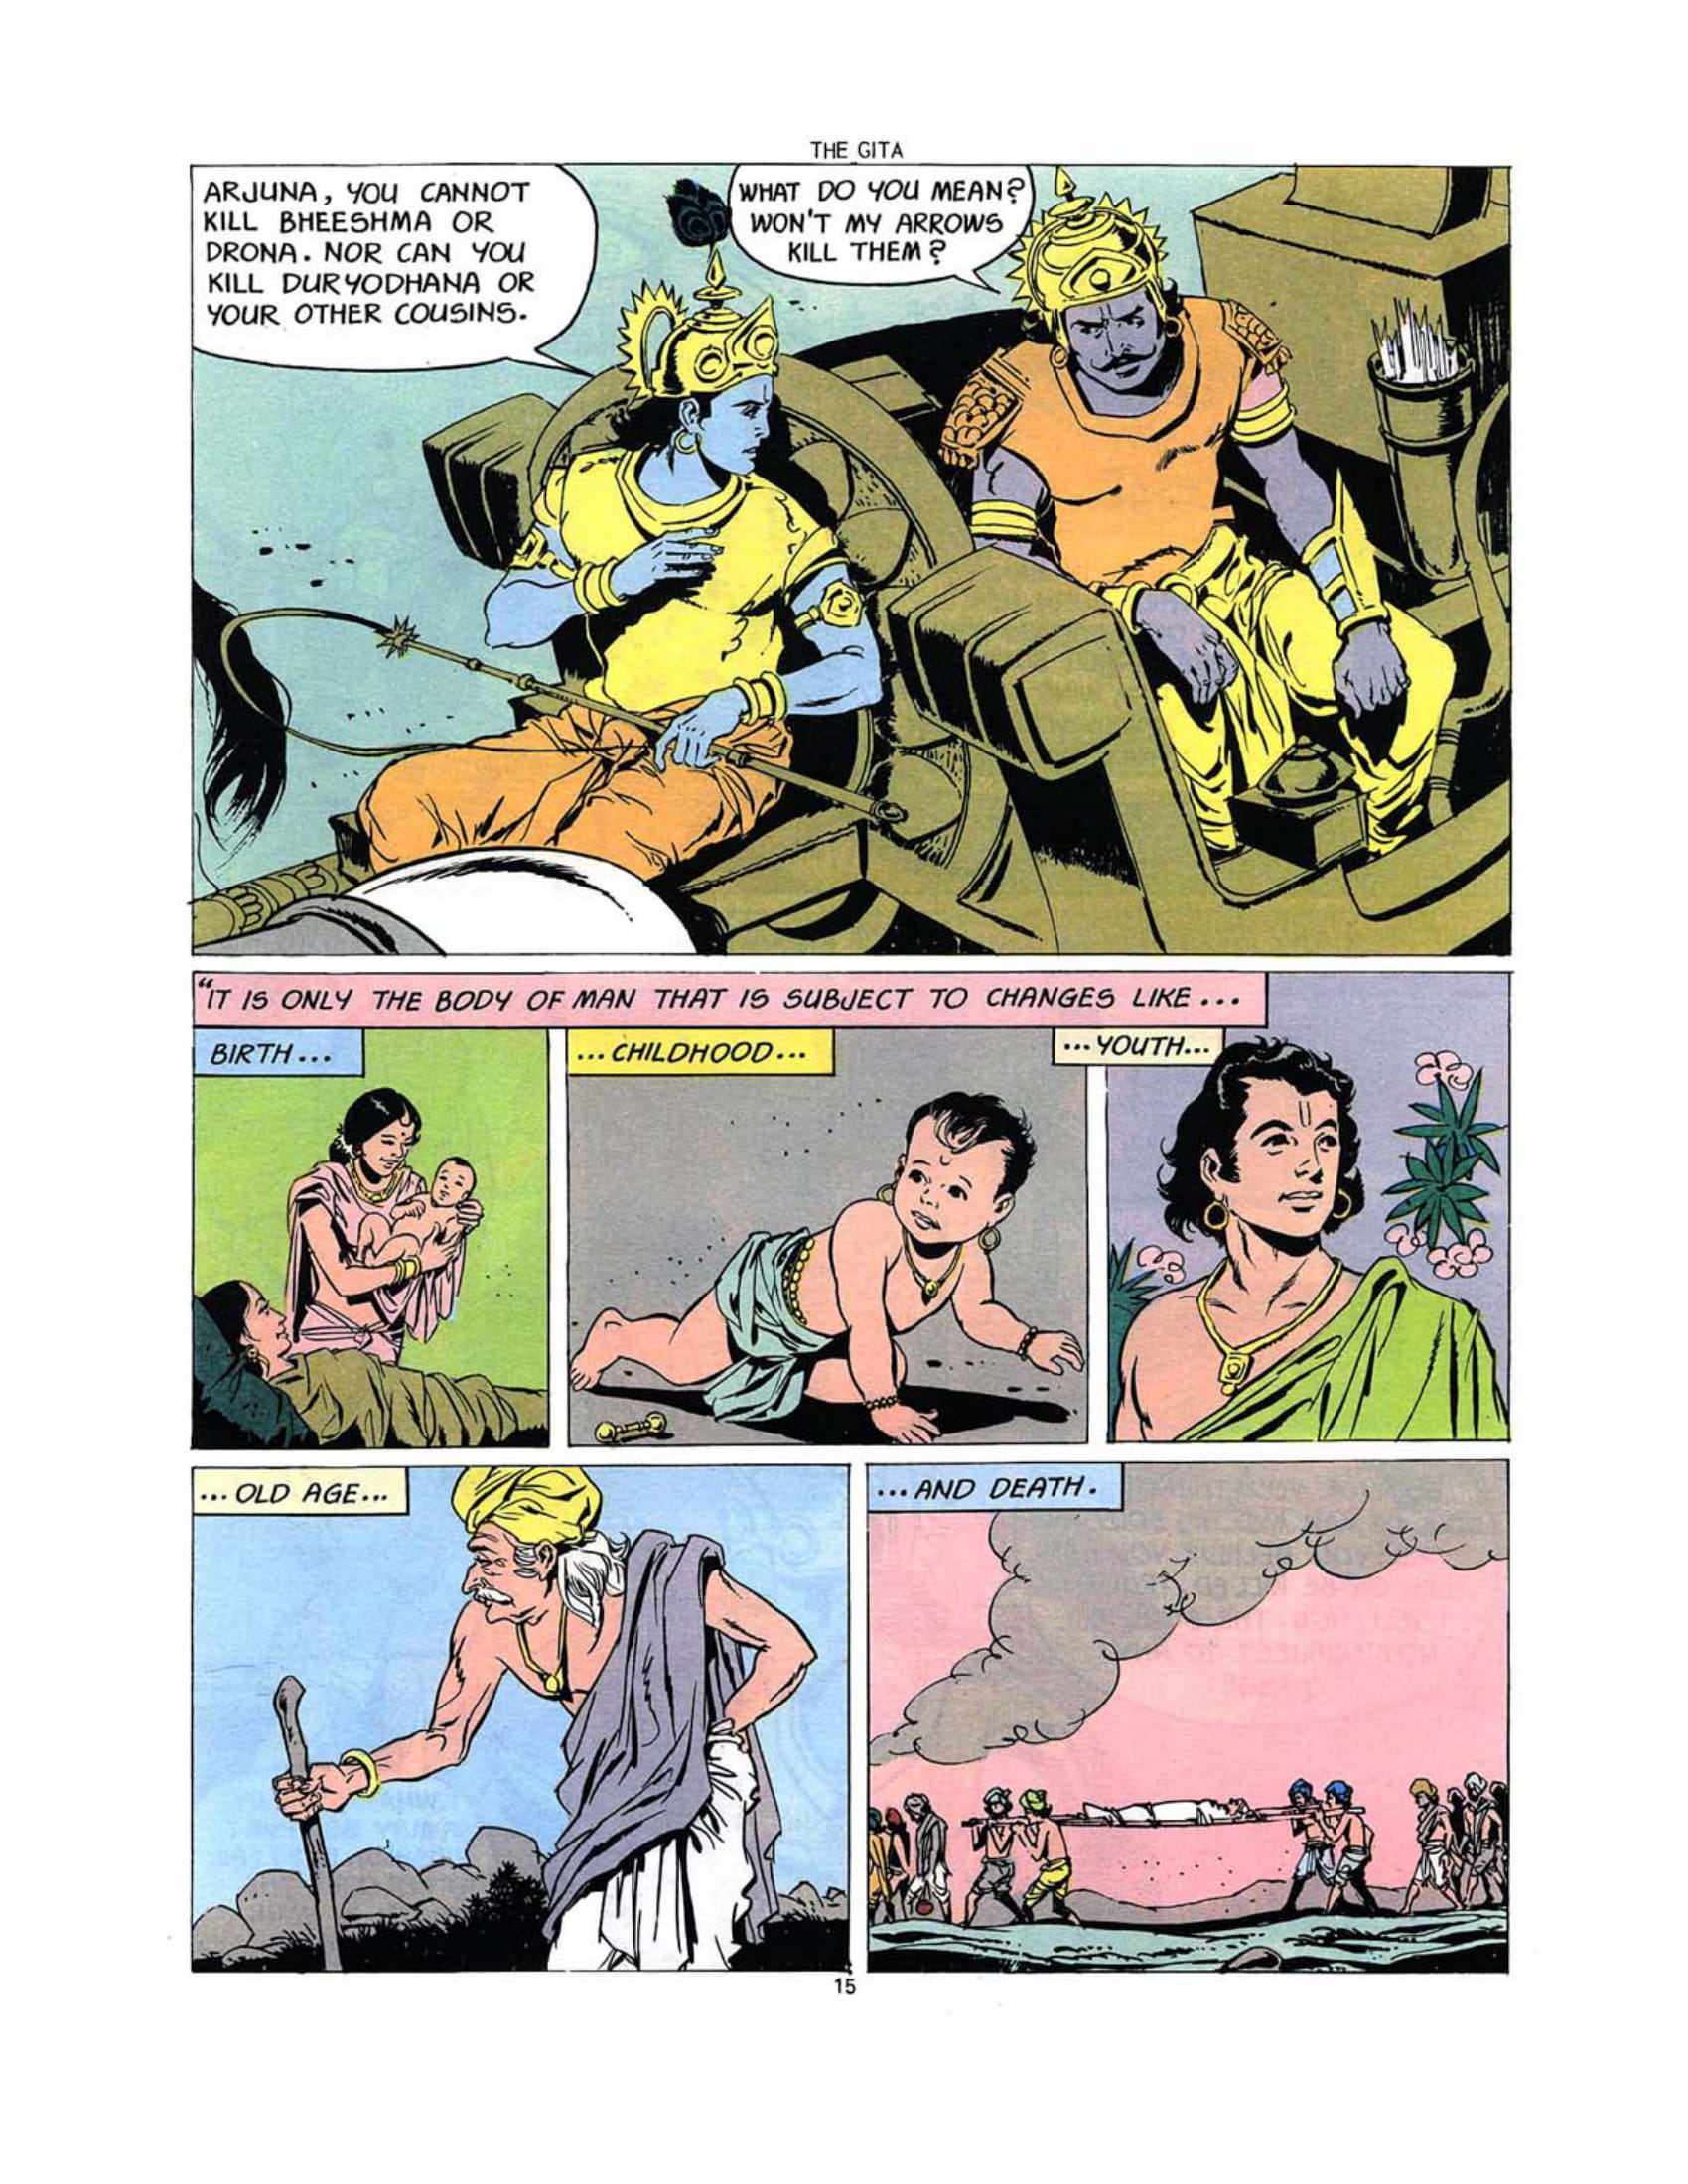 THE GITA
ARJUNA, YOU CANNOT
KILL BHEESHMA OR
DRONA. NOR CAN YOU
KILL DURYODHANA OR
YOUR OTHER COUSINS.
WHAT DO YOU MEAN?
WON'T MY ARROWS
KILL THEM?
"IT IS ONLY THE BODY OF MAN THAT IS SUBJECT TO CHANGES LIKE...
BIRTH...
...CHILDHOOD...
...YOUTH...
...OLD AGE...
...AND DEATH.
15